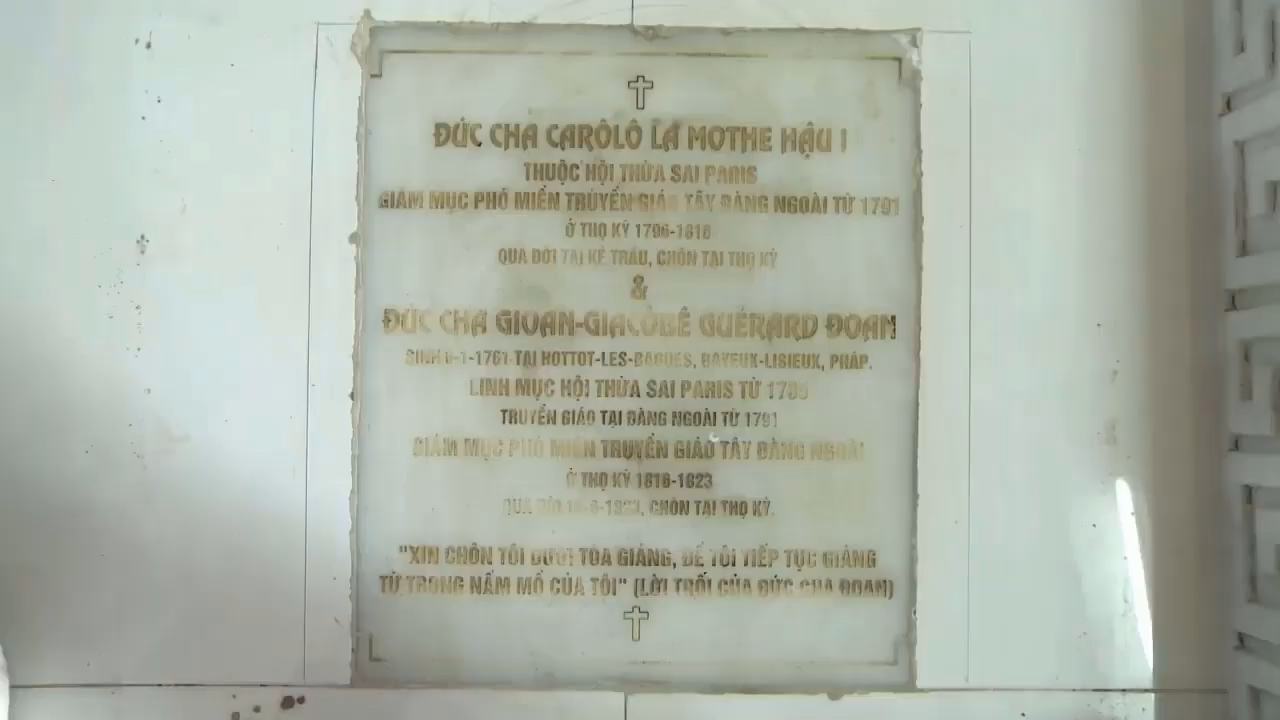 ĐỨC CHA CARÔLÔ LA MOTHE HẬU I
THUỘC HỘI THỪA SAI PARIS
GIÁM MỤC PHÓ MIỀN TRUYỀN GIÁO TÂY ĐÀNG NGOÀI TỪ 1791
Ở THỌ KỲ 1796-1816
QUA ĐỜI TẠI KẺ TRẤU, CHÔN TẠI THỌ KỲ
&
ĐỨC CHA GIOAN-GIACÔBÊ GUÉRARD ĐOAN
SINH TẠI HOTTOT-LES-BAGUES, BAYEUX-LISIEUX, PHÁP.
LINH MỤC HỘI THỪA SAI PARIS TỪ
TRUYỀN GIÁO TẠI ĐÀNG NGOÀI TỪ 1791
GIÁM MỤC PHÓ MIỀN TRUYỀN GIÁO TÂY ĐÀNG NGOÀI
Ở THỌ KỲ 1816-1823
QUA ĐỜI CHÔN TẠI THỌ KỲ.
"XIN CHÔN TÔI DƯỚI TÒA GIẢNG, ĐỂ TÔI TIẾP TỤC GIẢNG
TỪ TRONG NẤM MỒ CỦA TÔI" (LỜI TRỐI CỦA ĐỨC CHA ĐOAN)